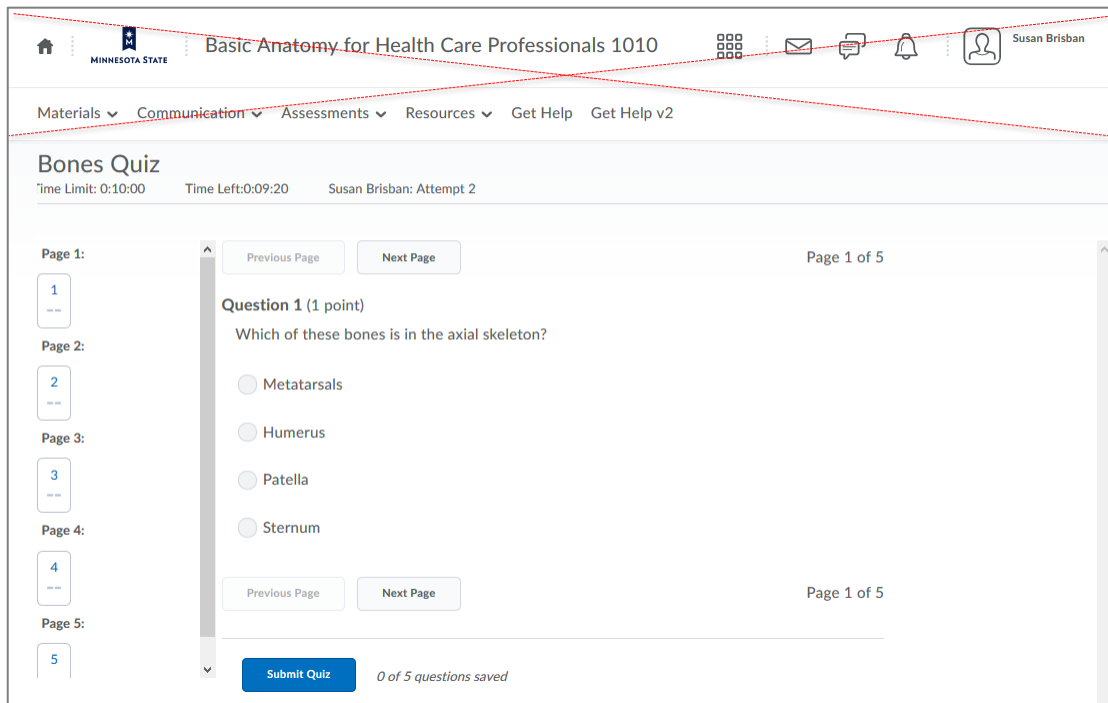 MINNESOTA STATE
Basic Anatomy for Health Care Professionals 1010
Susan Brisban
Materials Communication Assessments Resources Get Help Get Help v2
Bones Quiz
Time Limit: 0:10:00 Time Left:0:09:20 Susan Brisban: Attempt 2
Page 1:
1
--
Page 2:
2
--
Page 3:
3
--
Page 4:
4
--
Page 5:
5
Previous Page Next Page Page 1 of 5
Question 1 (1 point)
Which of these bones is in the axial skeleton?
Metatarsals
Humerus
Patella
Sternum
Previous Page Next Page Page 1 of 5
Submit Quiz 0 of 5 questions saved